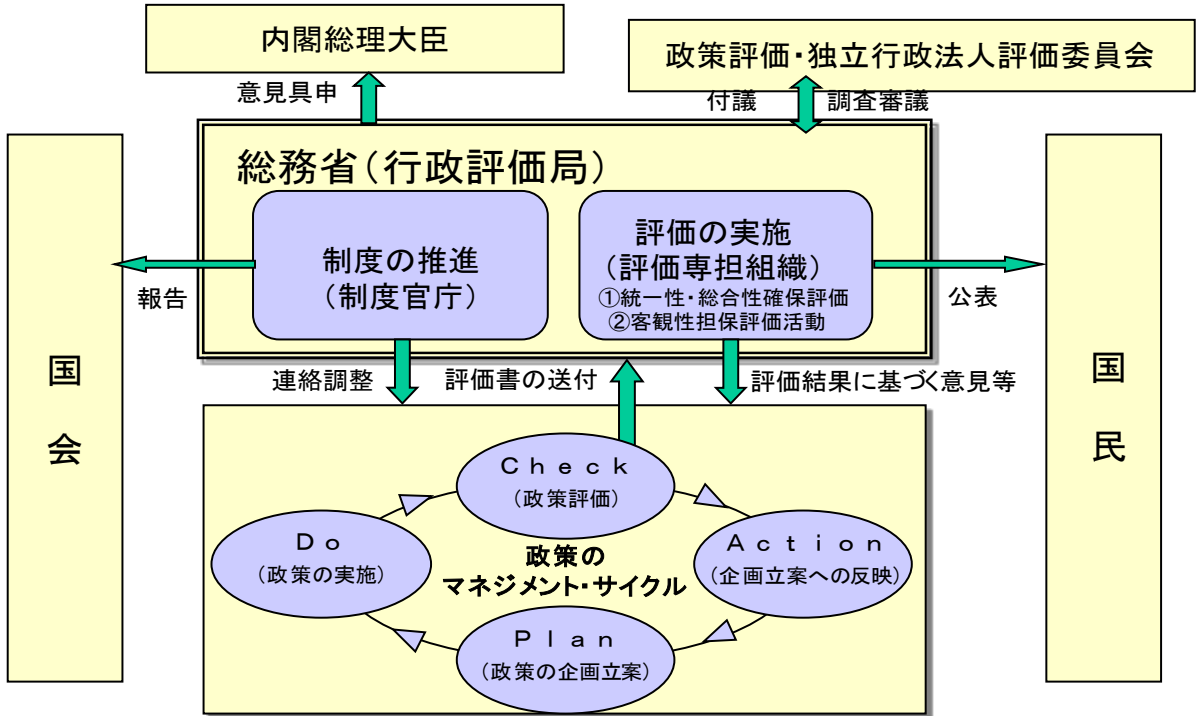 内閣総理大臣
政策評価・独立行政法人評価委員会
意見具申
付議
調査審議
総務省(行政評価局)
制度の推進
(制度官庁)
評価の実施
(評価専担組織)
①統一性・総合性確保評価
②客観性担保評価活動
報告
公表
国会
国民
連絡調整
評価書の送付
評価結果に基づく意見等
Check
(政策評価)
Do
(政策の実施)
政策の
マネジメント・サイクル
Action
(企画立案への反映)
Plan
(政策の企画立案)